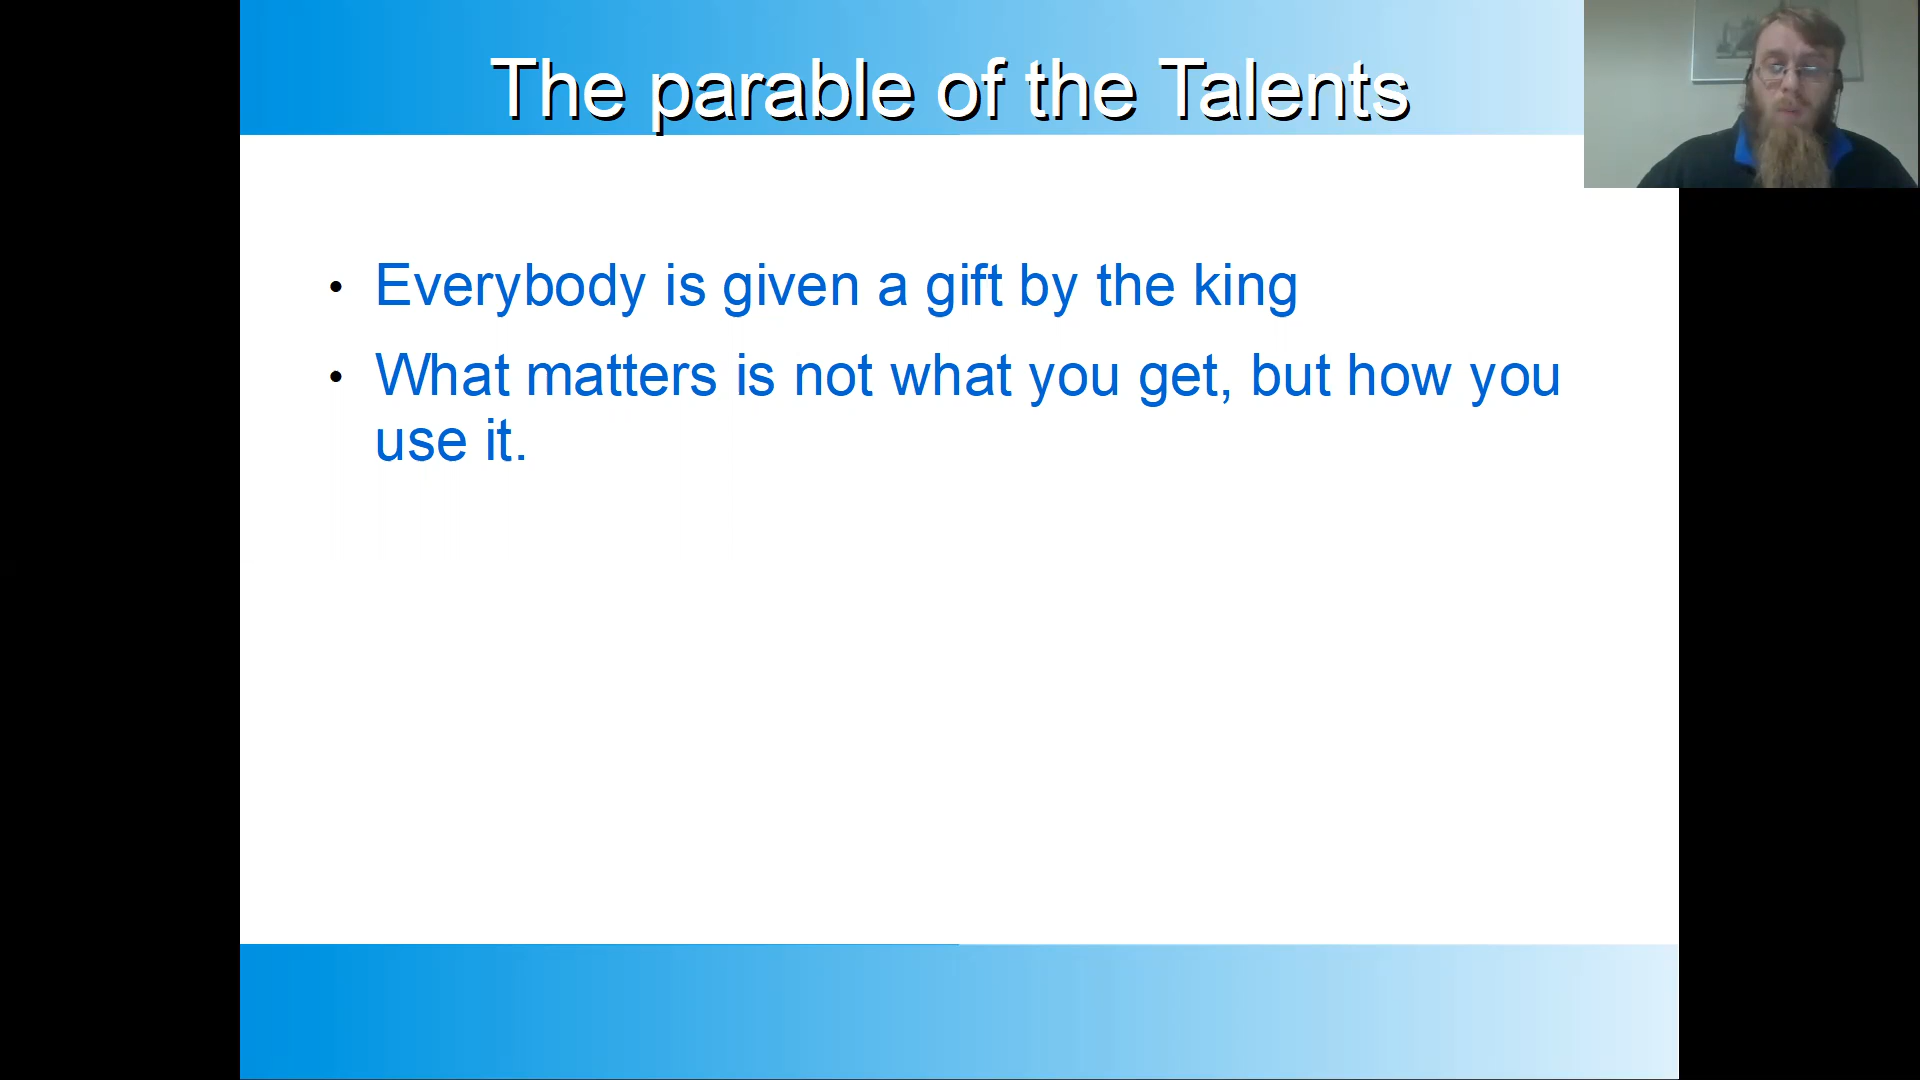 The parable of the Talents
• Everybody is given a gift by the king
• What matters is not what you get, but how you
use it.